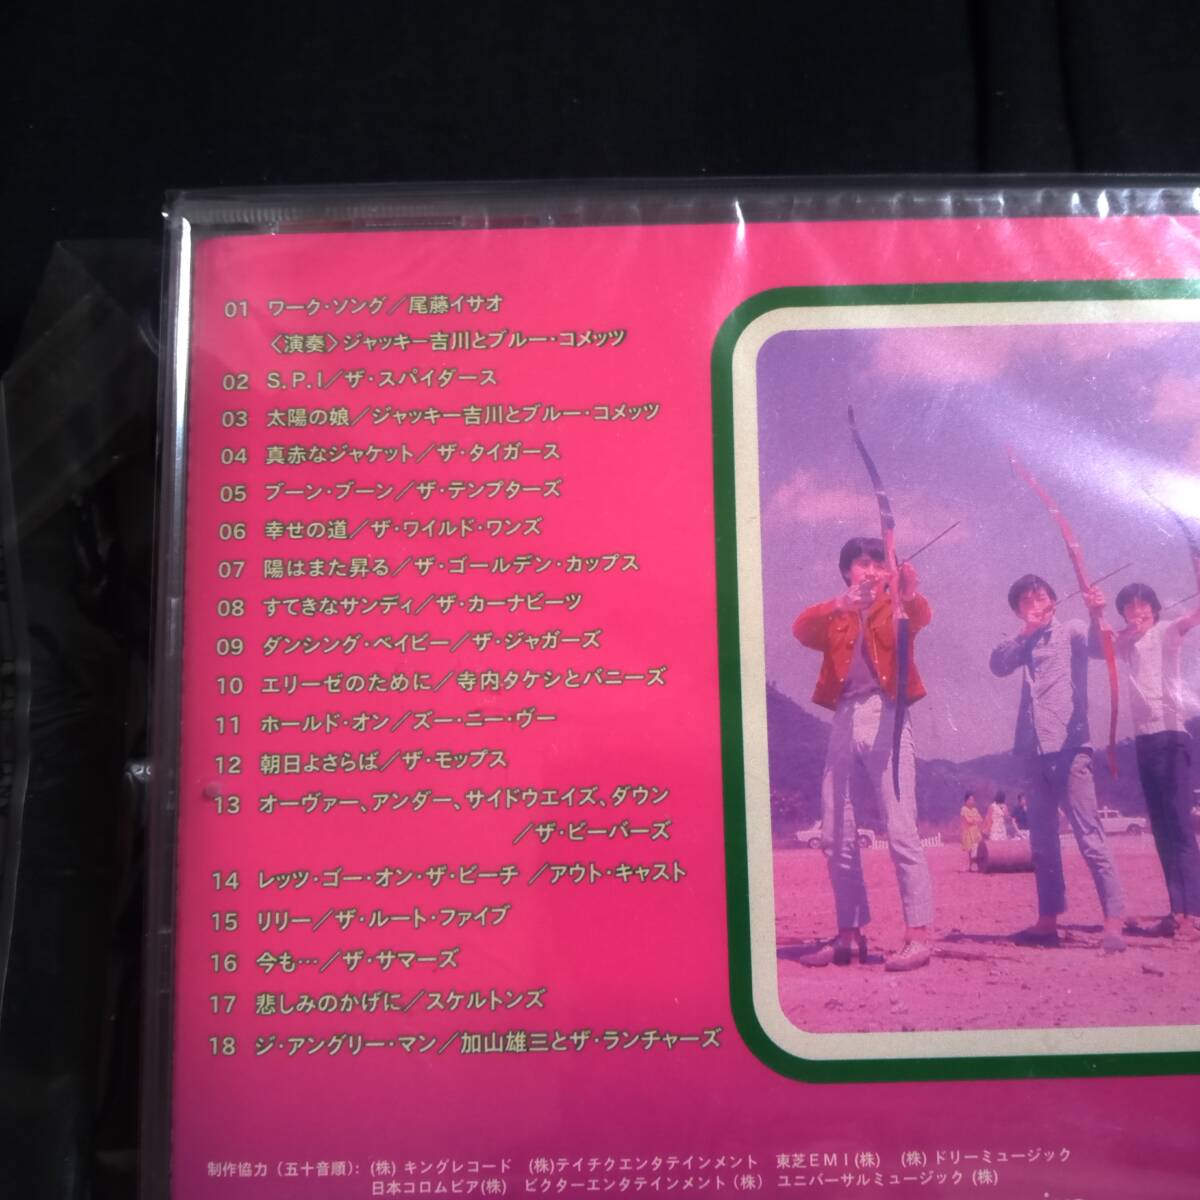 01 ワーク・ソング／尾藤イサオ
〈演奏〉ジャッキー吉川とブルー・コメッツ
02 S.P.I／ザ・スパイダース
03 太陽の娘／ジャッキー吉川とブルー・コメッツ
04 真赤なジャケット／ザ・タイガース
05 ブーン・ブーン／ザ・テンプターズ
06 幸せの道／ザ・ワイルド・ワンズ
07 陽はまた昇る／ザ・ゴールデン・カップス
08 すてきなサンディ／ザ・カーナビーツ
09 ダンシング・ベイビー／ザ・ジャガーズ
10 エリーゼのために／寺内タケシとバニーズ
11 ホールド・オン／ズー・ニー・ヴー
12 朝日よさらば／ザ・モップス
13 オーヴァー、アンダー、サイドウエイズ、ダウン
／ザ・ビーバーズ
14 レッツ・ゴー・オン・ザ・ビーチ ／アウト・キャスト
15 リリー／ザ・ルート・ファイブ
16 今も…／ザ・サマーズ
17 悲しみのかげに／スケルトンズ
18 ジ・アングリー・マン／加山雄三とザ・ランチャーズ
制作協力（五十音順）：（株）キングレコード （株）テイチクエンタテインメント 東芝EMI（株） （株）ドリーミュージック
日本コロムビア（株） ビクターエンタテインメント（株） ユニバーサルミュージック（株）